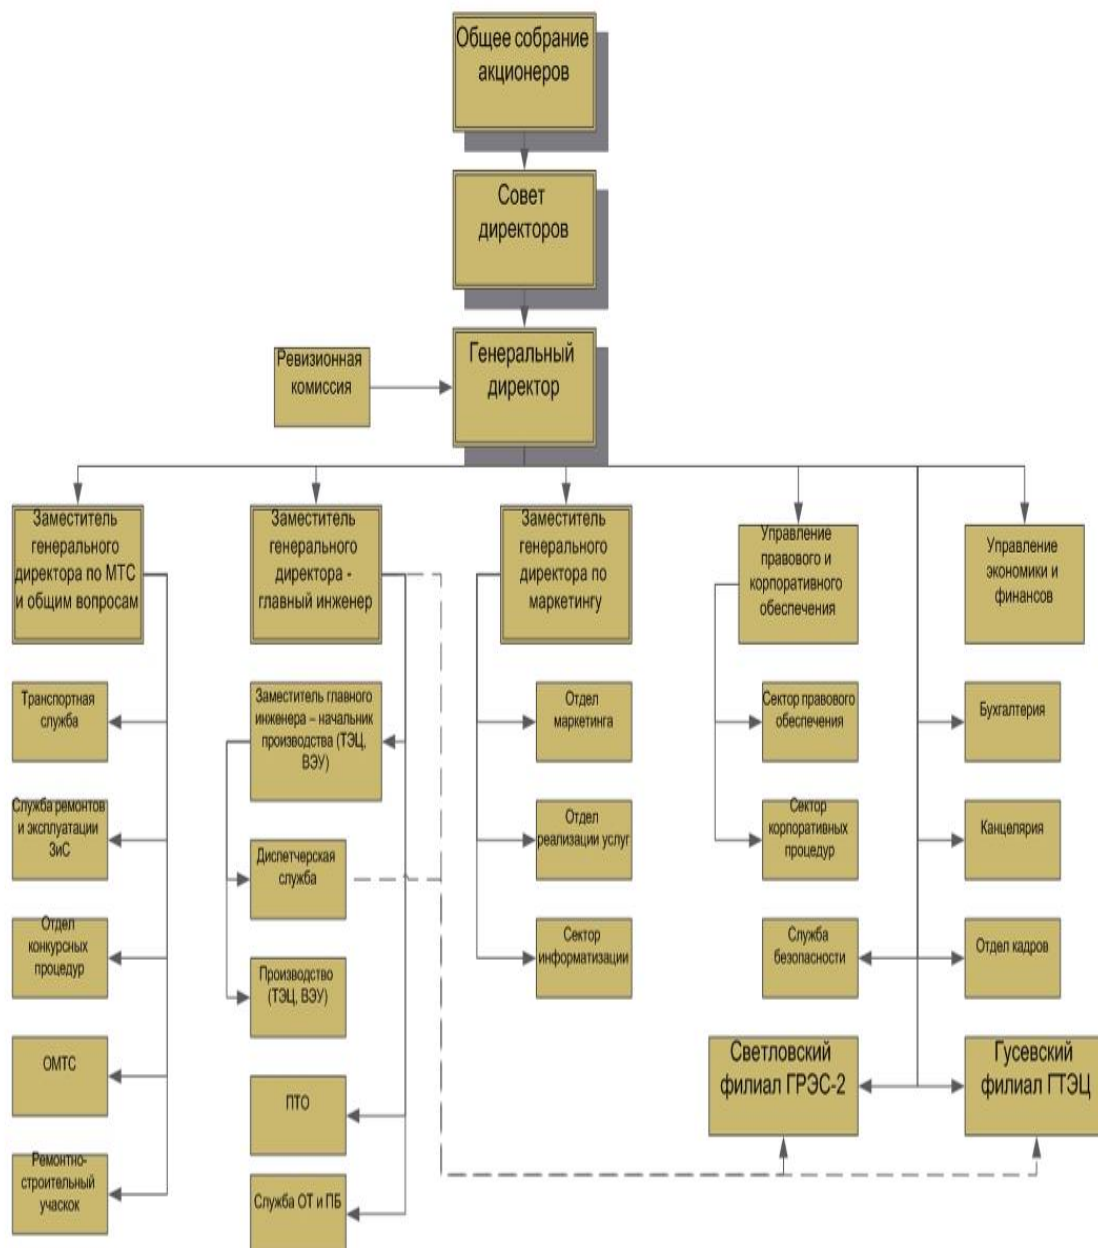 Общее собрание
акционеров
Совет
директоров
Генеральный
директор
Ревизионная
комиссия
Заместитель
генерального
директора по МТС
и общим вопросам
Заместитель
генерального
директора -
главный инженер
Заместитель
генерального
директора по
маркетингу
Управление
правового и
корпоративного
обеспечения
Управление
экономики и
финансов
Транспортная
служба
Служба ремонтов
и эксплуатации
ЗиС
Отдел
конкурсных
процедур
ОМТС
Ремонтно-
строительный
учаскок
Заместитель главного
инженера – начальник
производства (ТЭЦ,
ВЭУ)
Диспетчерская
служба
Производство
(ТЭЦ, ВЭУ)
ПТО
Служба ОТ и ПБ
Отдел
маркетинга
Отдел
реализации услуг
Сектор
информатизации
Сектор правового
обеспечения
Сектор
корпоративных
процедур
Служба
безопасности
Светловский
филиал ГРЭС-2
Бухгалтерия
Канцелярия
Отдел кадров
Гусевский
филиал ГТЭЦ